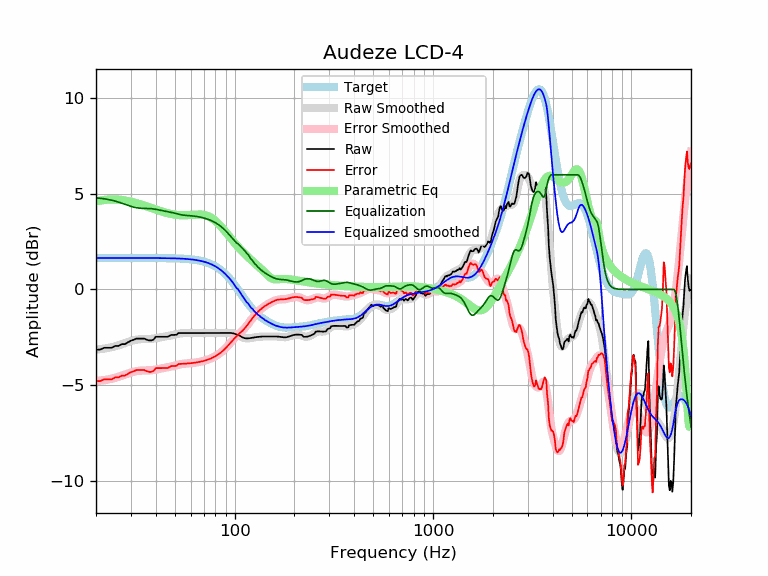 Audeze LCD-4
Target
Raw Smoothed
Error Smoothed
Raw
Error
Parametric Eq
Equalization
Equalized smoothed
Amplitude (dBr)
10
5
0
−5
−10
100
1000
10000
Frequency (Hz)